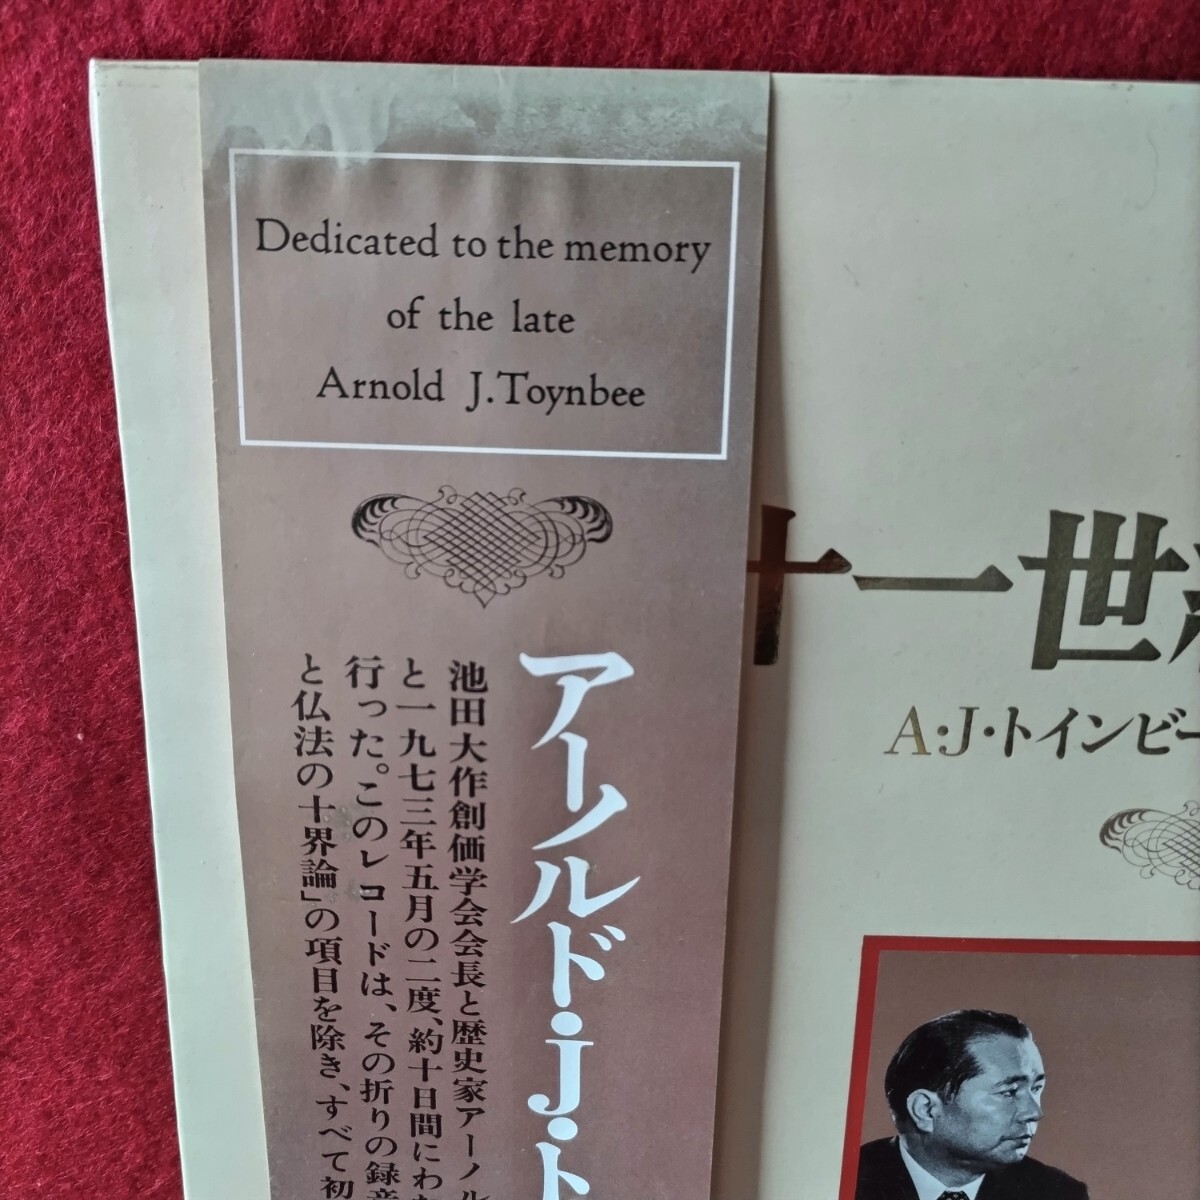 Dedicated to the memory
of the late
Arnold J. Toynbee
アーノルド・J・ト
池田大作創価学会会長と歴史家アーノル
と一九七三年五月の二度、約十日間にわた
行った。このレコードは、その折りの録音
と仏法の十界論」の項目を除き、すべて初
十一世紀
A・J・トインビー